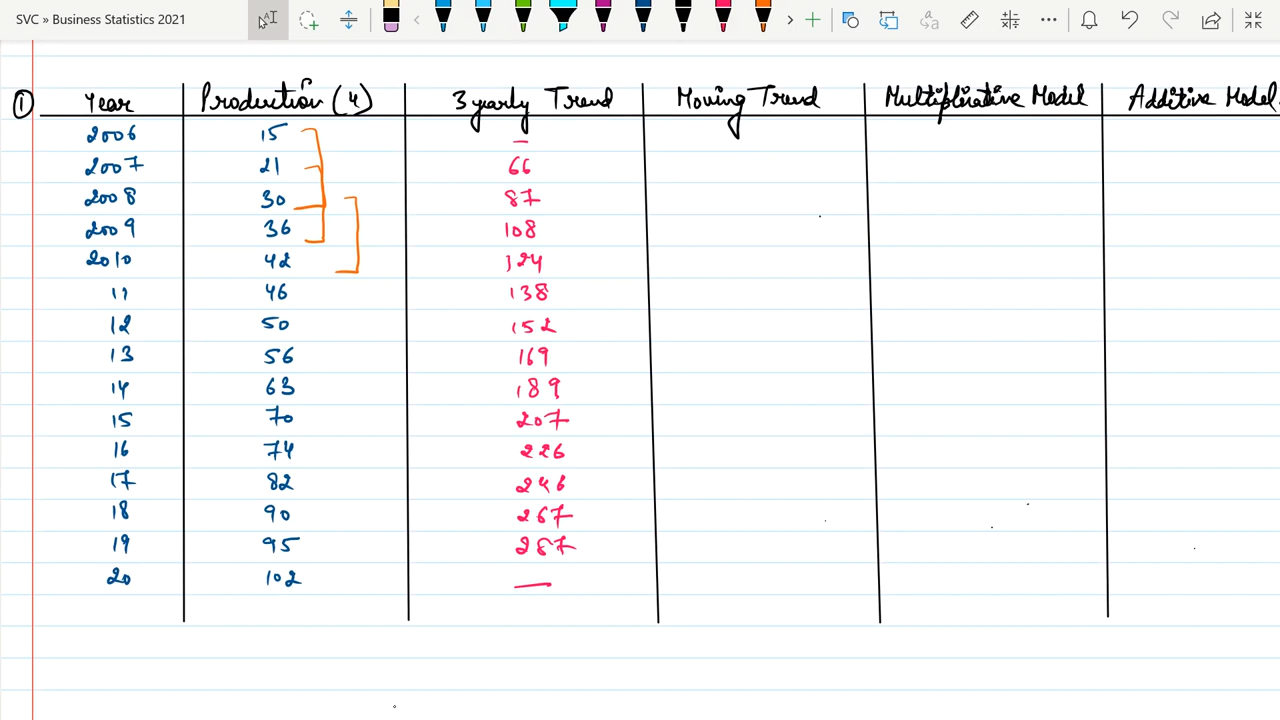 SVC » Business Statistics 2021
① Year Production (4) 3 yearly Trend Moving Trend Multiplicative Model Additive Model.
2006 15 —
2007 21 66
2008 30 87
2009 36 108
2010 42 124
11 46 138
12 50 152
13 56 169
14 63 189
15 70 207
16 74 226
17 82 246
18 90 267
19 95 287
20 102 —